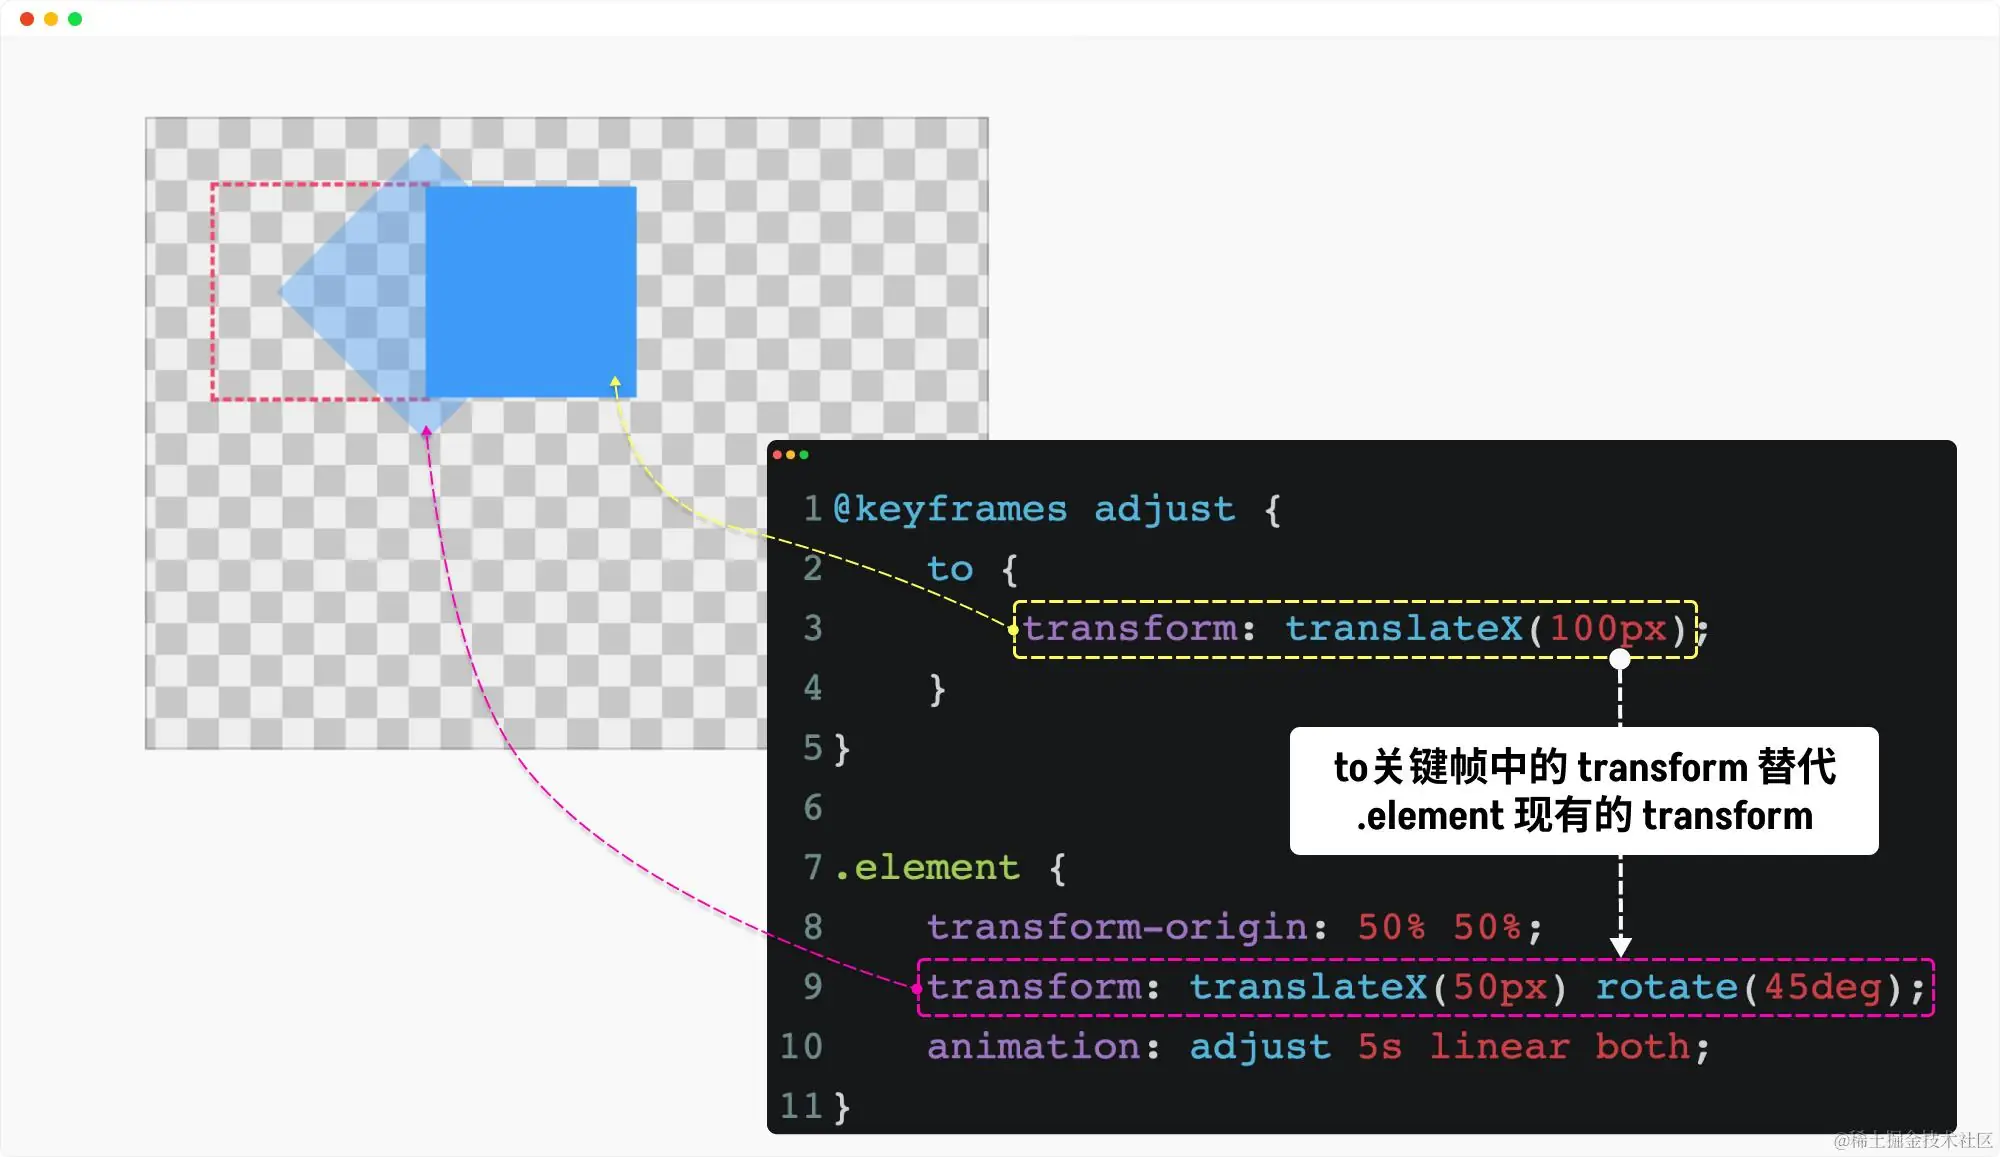 1 @keyframes adjust {
2 to {
3 transform: translateX(100px);
4 }
5 }
6
7 .element {
8 transform-origin: 50% 50%;
9 transform: translateX(50px) rotate(45deg);
10 animation: adjust 5s linear both;
11 }
to关键帧中的 transform 替代
.element 现有的 transform
@稀土掘金技术社区